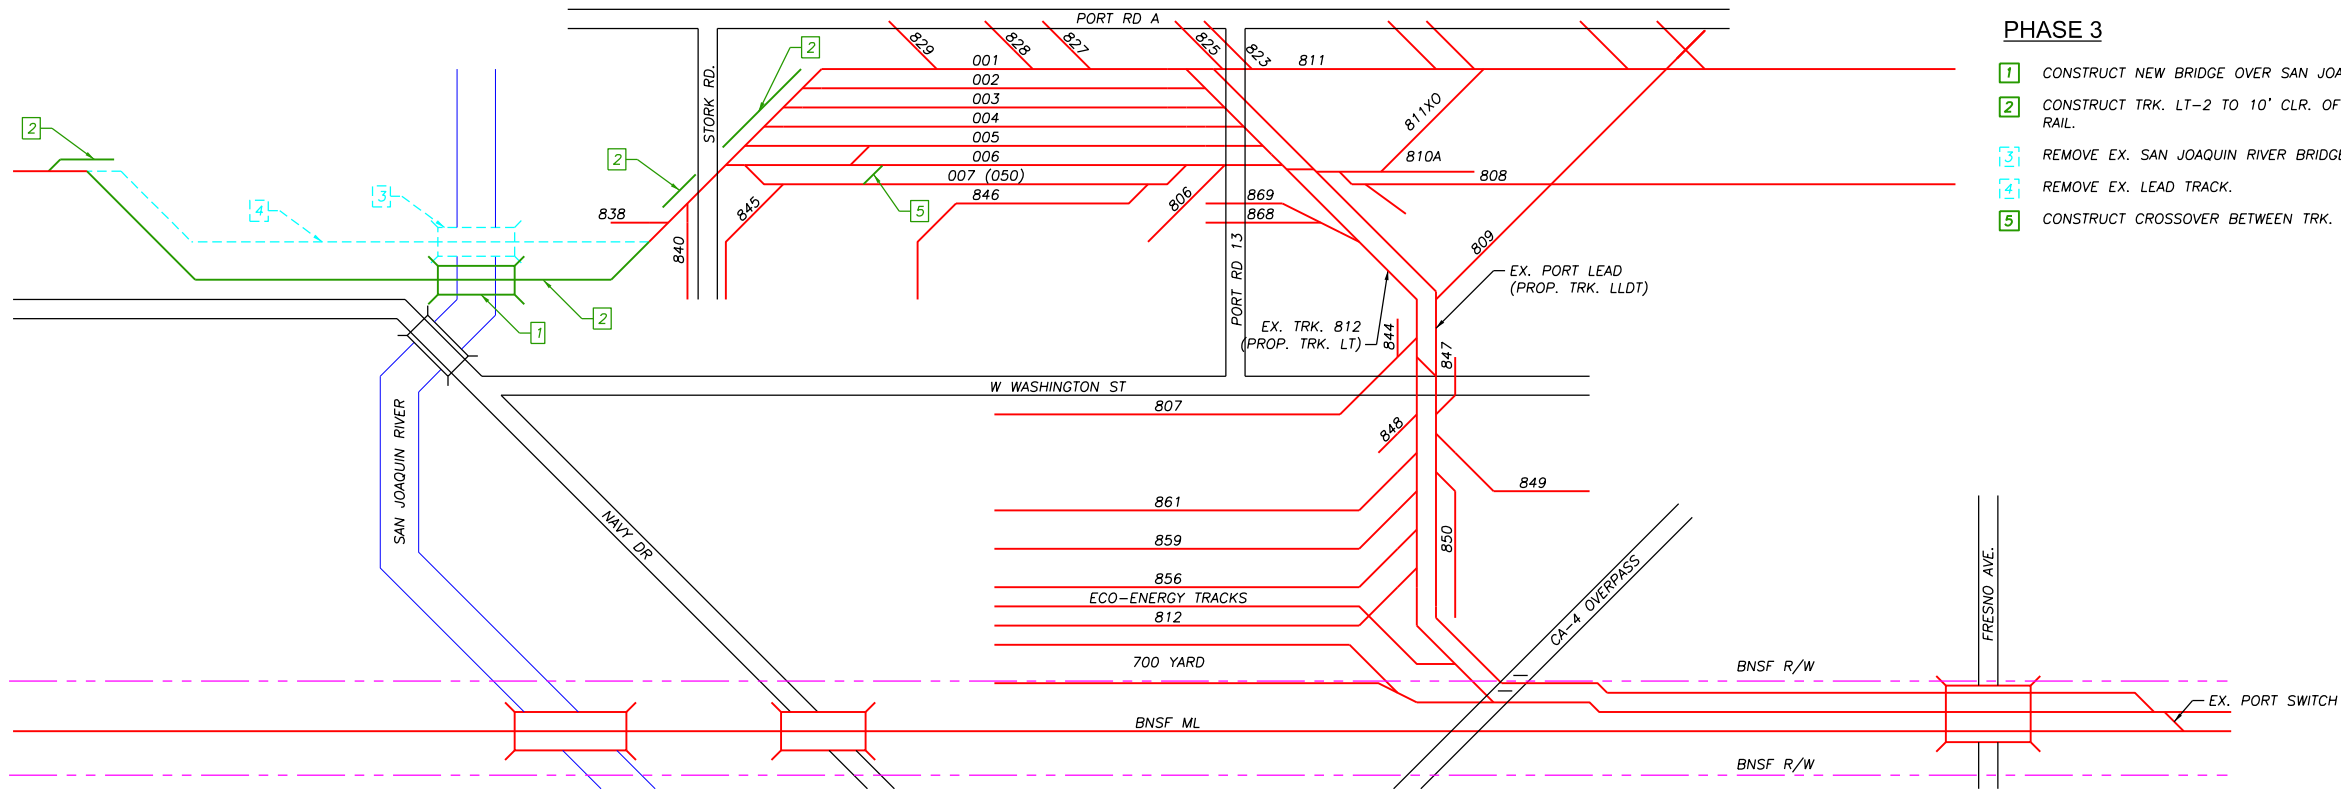 PORT RD A
PHASE 3
1 CONSTRUCT NEW BRIDGE OVER SAN
2 CONSTRUCT TRK. LT-2 TO 10' CLR. OF
RAIL.
3 REMOVE EX. SAN JOAQUIN RIVER
4 REMOVE EX. LEAD TRACK.
5 CONSTRUCT CROSSOVER BETWEEN TRK.
829
828
827
825
823
811
2
STORK RD.
001
002
003
004
005
006
007 (050)
846
845
806
811XO
810A
808
809
869
868
PORT RD 13
2
2
3
4
838
840
5
2
1
EX. PORT LEAD
(PROP. TRK. LLDT)
EX. TRK. 812
(PROP. TRK. LT)
844
847
W WASHINGTON ST
807
848
849
SAN JOAQUIN RIVER
NAVY DR
861
859
850
856
ECO-ENERGY TRACKS
812
700 YARD
CA-4 OVERPASS
FRESNO AVE.
BNSF R/W
EX. PORT SWITCH
BNSF ML
BNSF R/W